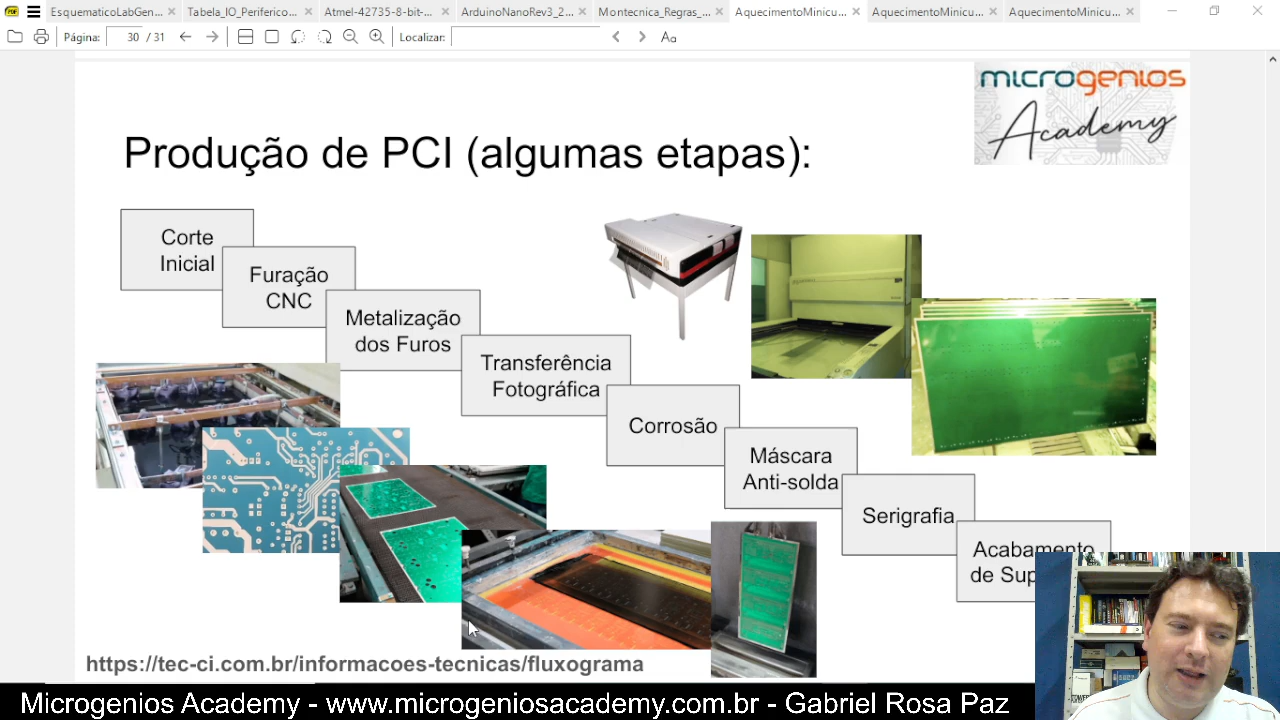 EsquematicoLabGen...
Tabela_IO_Periferico...
Atmel-42735-8-bit-...
ArduinoNanoRev3_2...
Montecnica_Regras_...
AquecimentoMinicu...
AquecimentoMinicu...
AquecimentoMinicu...
Página:
30 / 31
Localizar:
Aa
microgenios
Academy
Produção de PCI (algumas etapas):
Corte
Inicial
Furação
CNC
Metalização
dos Furos
Transferência
Fotográfica
Corrosão
Máscara
Anti-solda
Serigrafia
Acabamento
de Sup
https://tec-ci.com.br/informacoes-tecnicas/fluxograma
Microgenios Academy - www.microgeniosacademy.com.br - Gabriel Rosa Paz